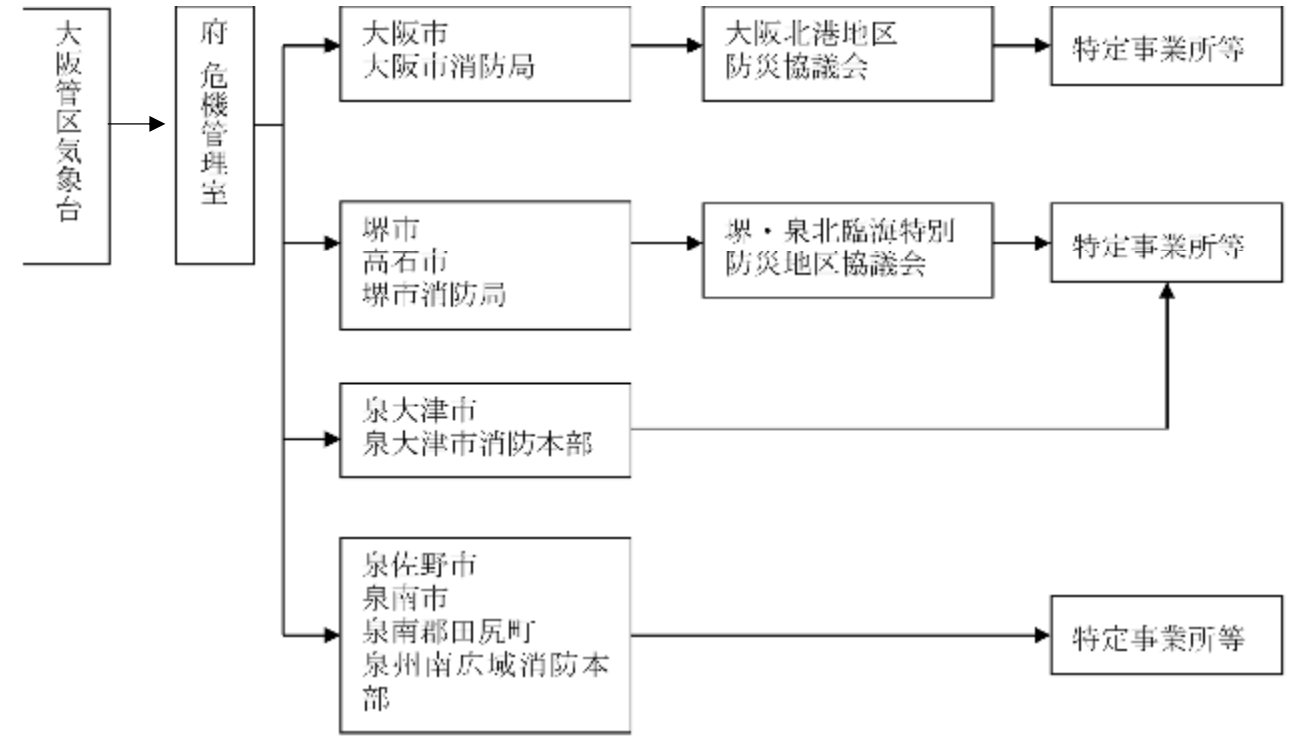 大阪管区気象台
府 危機管理室
大阪市
大阪市消防局
大阪北港地区
防災協議会
特定事業所等
堺市
高石市
堺市消防局
堺・泉北臨海特別
防災地区協議会
特定事業所等
泉大津市
泉大津市消防本部
泉佐野市
泉南市
泉南郡田尻町
泉州南広域消防本
部
特定事業所等